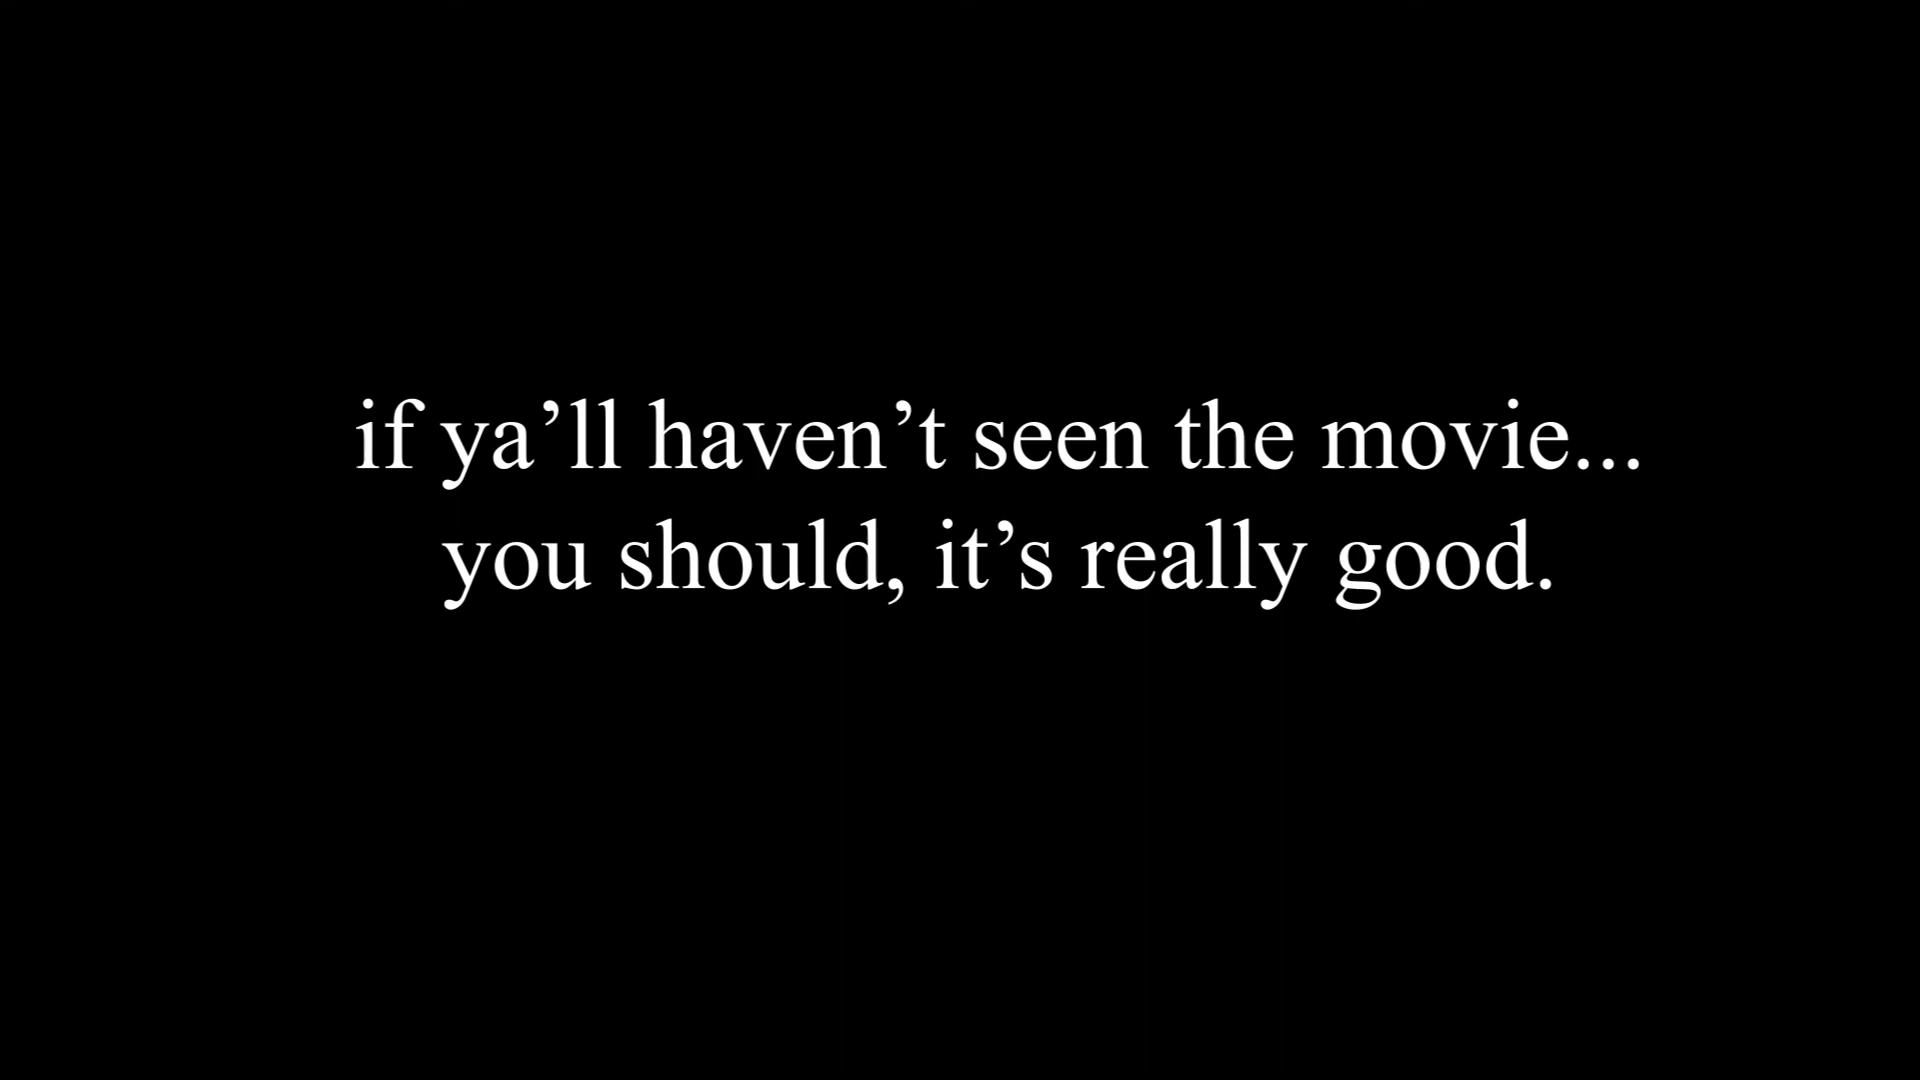 if ya’ll haven’t seen the movie...
you should, it’s really good.